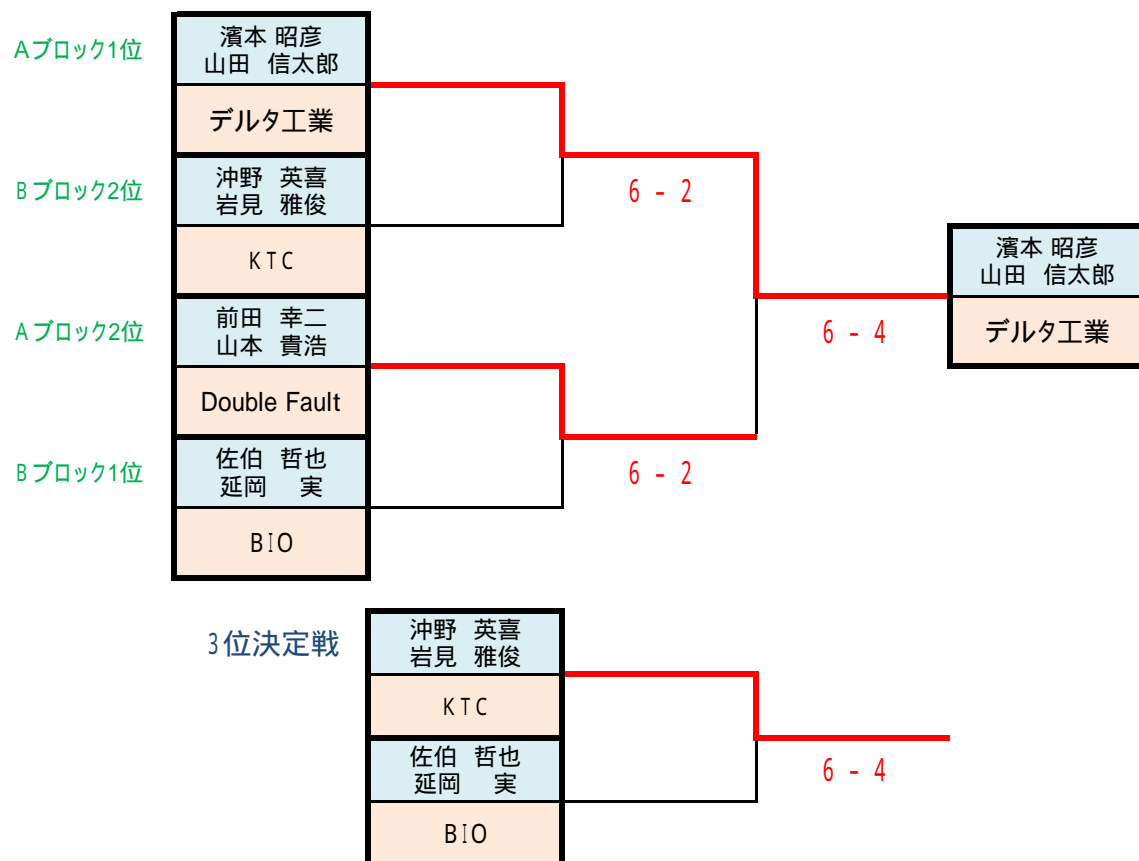 Aブロック1位
濱本 昭彦
山田 信太郎
デルタ工業
Bブロック2位
沖野 英喜
岩見 雅俊
KTC
6 - 2
濱本 昭彦
山田 信太郎
デルタ工業
Aブロック2位
前田 幸二
山本 貴浩
Double Fault
6 - 4
Bブロック1位
佐伯 哲也
延岡 実
BIO
6 - 2
3位決定戦
沖野 英喜
岩見 雅俊
KTC
佐伯 哲也
延岡 実
BIO
6 - 4